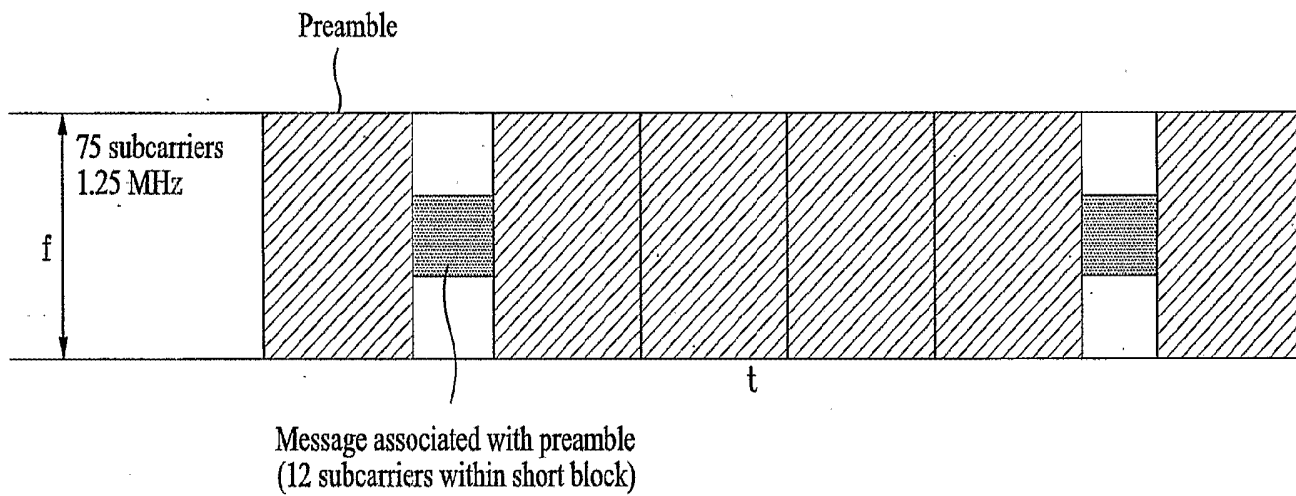 Preamble
75 subcarriers
1.25 MHz
f
t
Message associated with preamble
(12 subcarriers within short block)